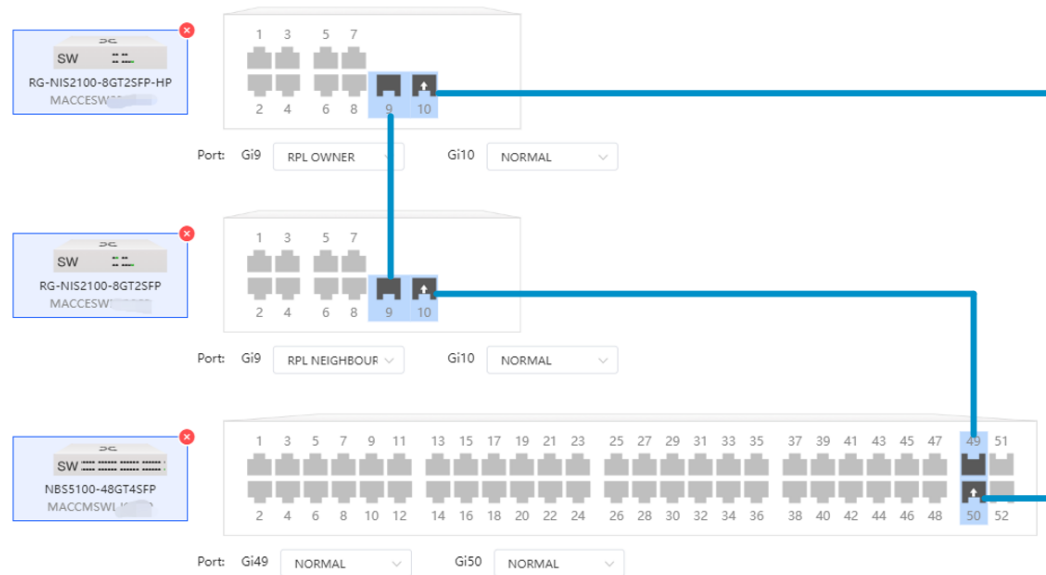 1 3 5 7
SW
RG-NIS2100-8GT2SFP-HP
MACCESW
2 4 6 8 9 10
Port: Gi9 RPL OWNER Gi10 NORMAL
1 3 5 7
SW
RG-NIS2100-8GT2SFP
MACCESW
2 4 6 8 9 10
Port: Gi9 RPL NEIGHBOUR Gi10 NORMAL
1 3 5 7 9 11 13 15 17 19 21 23 25 27 29 31 33 35 37 39 41 43 45 47 49 51
SW
NBS5100-48GT4SFP
MACCMSWL
2 4 6 8 10 12 14 16 18 20 22 24 26 28 30 32 34 36 38 40 42 44 46 48 50 52
Port: Gi49 NORMAL Gi50 NORMAL